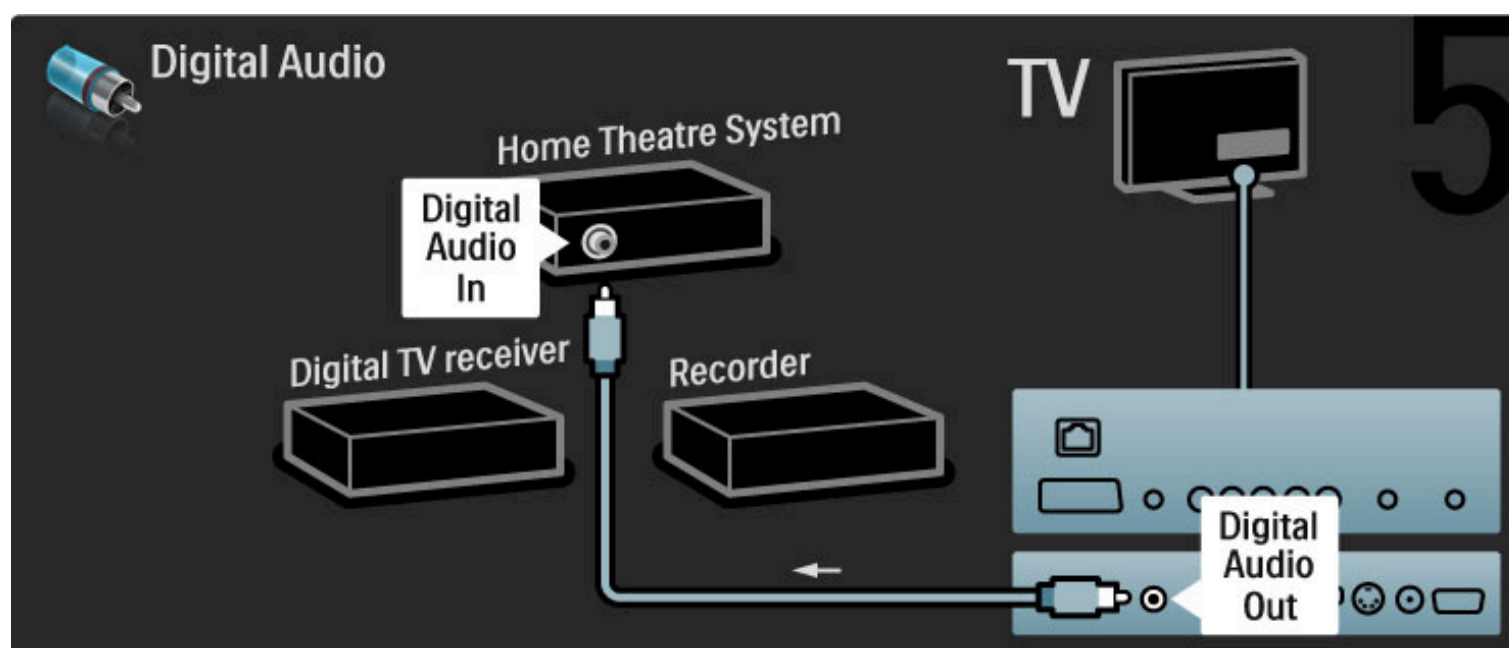 Digital Audio
TV
5
Home Theatre System
Digital
Audio
In
Digital TV receiver
Recorder
Digital
Audio
Out